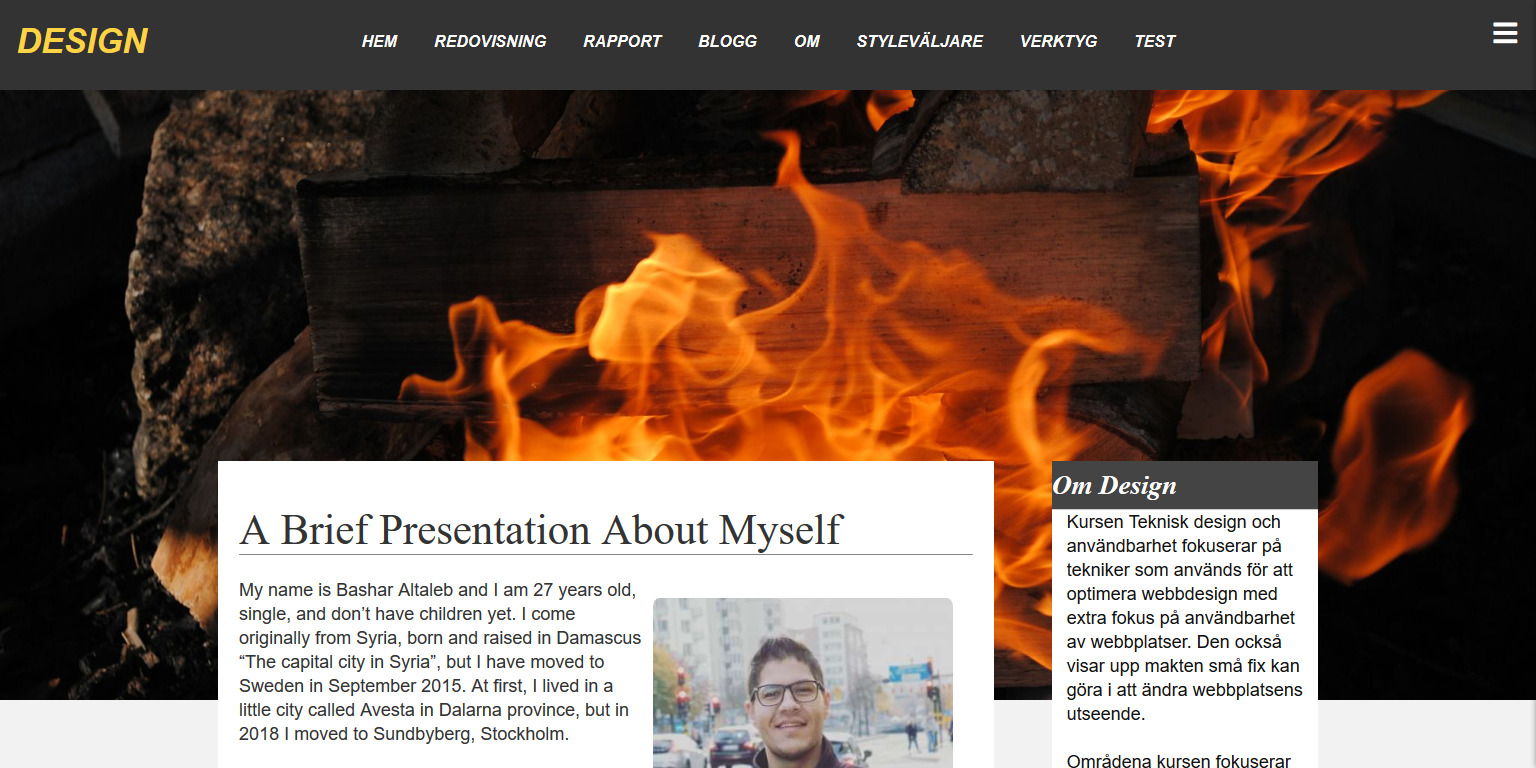 DESIGN
HEM REDOVISNING RAPPORT BLOGG OM STYLEVÄLJARE VERKTYG TEST
A Brief Presentation About Myself
My name is Bashar Altaleb and I am 27 years old,
single, and don’t have children yet. I come
originally from Syria, born and raised in Damascus
“The capital city in Syria”, but I have moved to
Sweden in September 2015. At first, I lived in a
little city called Avesta in Dalarna province, but in
2018 I moved to Sundbyberg, Stockholm.
Om Design
Kursen Teknisk design och
användbarhet fokuserar på
tekniker som används för att
optimera webbdesign med
extra fokus på användbarhet
av webbplatser. Den också
visar upp makten små fix kan
göra i att ändra webbplatsens
utseende.
Områdena kursen fokuserar